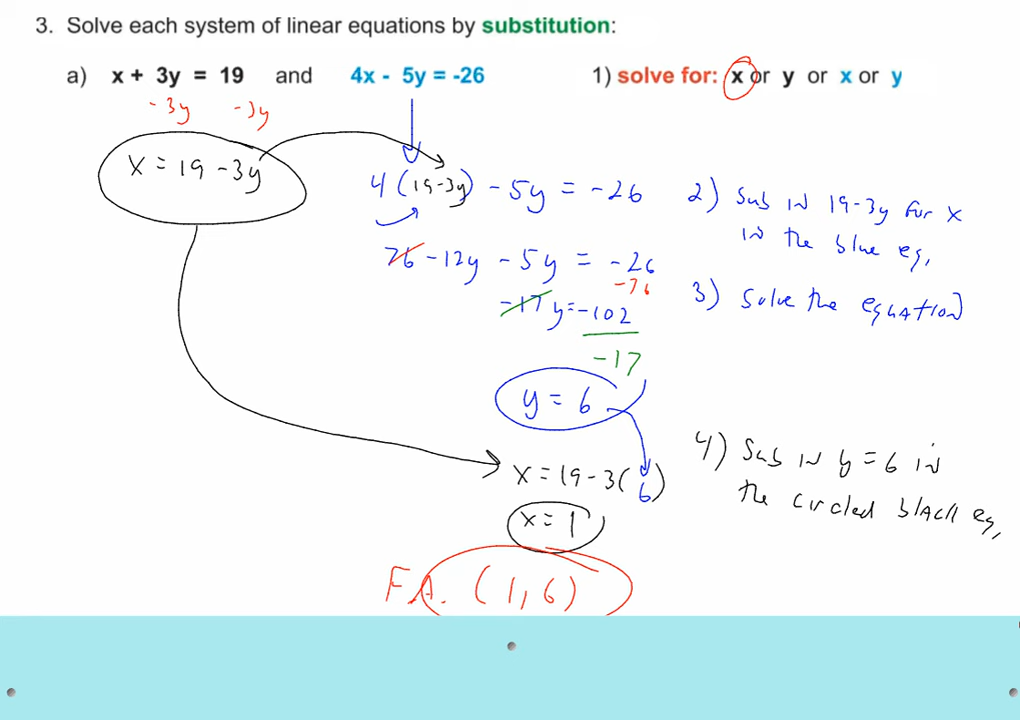 3. Solve each system of linear equations by substitution:
a) x + 3y = 19 and 4x - 5y = -26 1) solve for: x or y or x or y
-3y -3y
x = 19 - 3y
4(19-3y) - 5y = -26
2) Sub in 19-3y for x
in the blue eq.
76 - 12y - 5y = -26
-76
3) Solve the equation
-17y = -102
-17
y = 6
4) Sub in y = 6 in
the circled black eq.
x = 19 - 3(6)
x = 1
F.A. (1, 6)